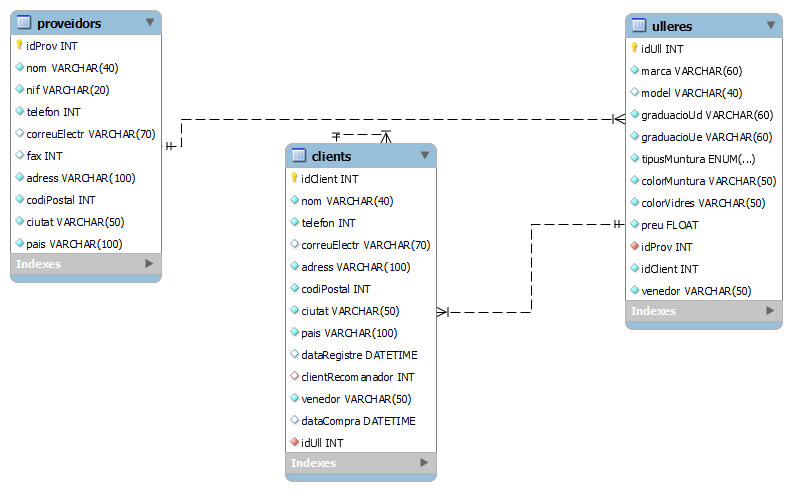 proveidors
idProv INT
nom VARCHAR(40)
nif VARCHAR(20)
telefon INT
correuElectr VARCHAR(70)
fax INT
adress VARCHAR(100)
codiPostal INT
ciutat VARCHAR(50)
pais VARCHAR(100)
Indexes
clients
idClient INT
nom VARCHAR(40)
telefon INT
correuElectr VARCHAR(70)
adress VARCHAR(100)
codiPostal INT
ciutat VARCHAR(50)
pais VARCHAR(100)
dataRegistre DATETIME
clientRecomanador INT
venedor VARCHAR(50)
dataCompra DATETIME
idUll INT
Indexes
ulleres
idUll INT
marca VARCHAR(60)
model VARCHAR(40)
graduacioUd VARCHAR(60)
graduacioUe VARCHAR(60)
tipusMuntura ENUM(...)
colorMuntura VARCHAR(50)
colorVidres VARCHAR(50)
preu FLOAT
idProv INT
idClient INT
venedor VARCHAR(50)
Indexes